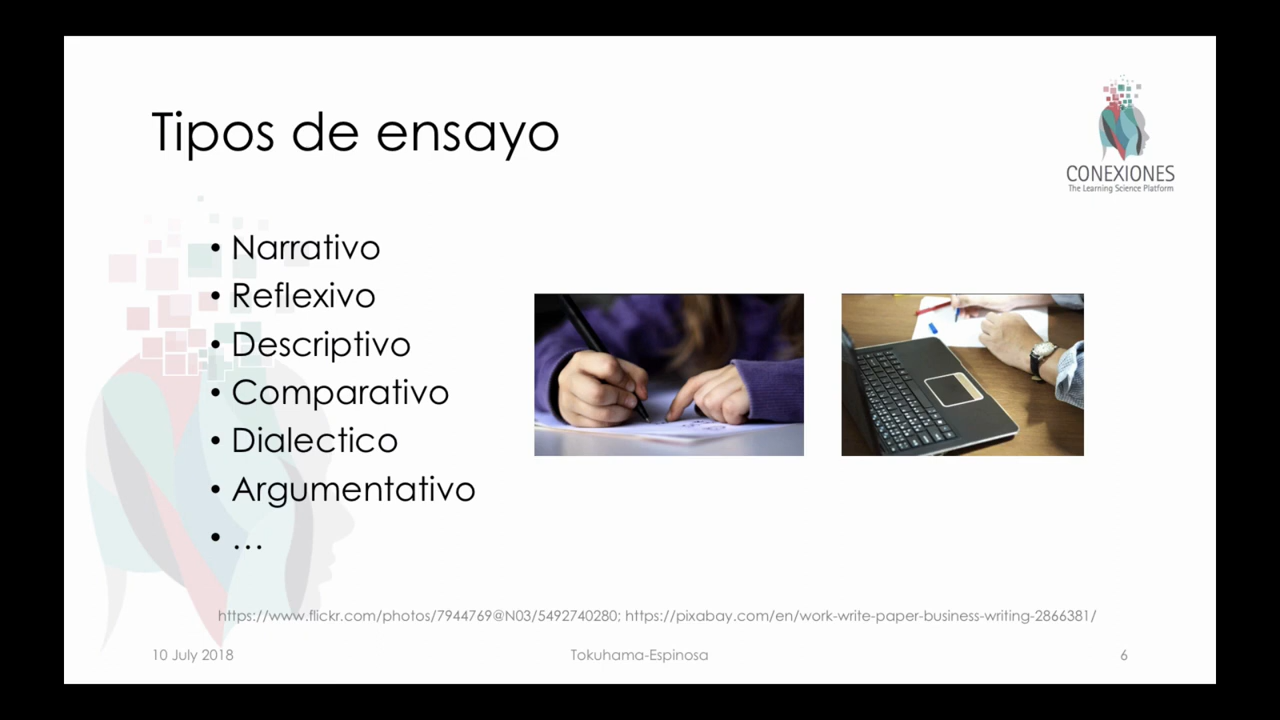 Tipos de ensayo
CONEXIONES
The Learning Science Platform
• Narrativo
• Reflexivo
• Descriptivo
• Comparativo
• Dialectico
• Argumentativo
• …
https://www.flickr.com/photos/7944769@N03/5492740280; https://pixabay.com/en/work-write-paper-business-writing-2866381/
10 July 2018
Tokuhama-Espinosa
6